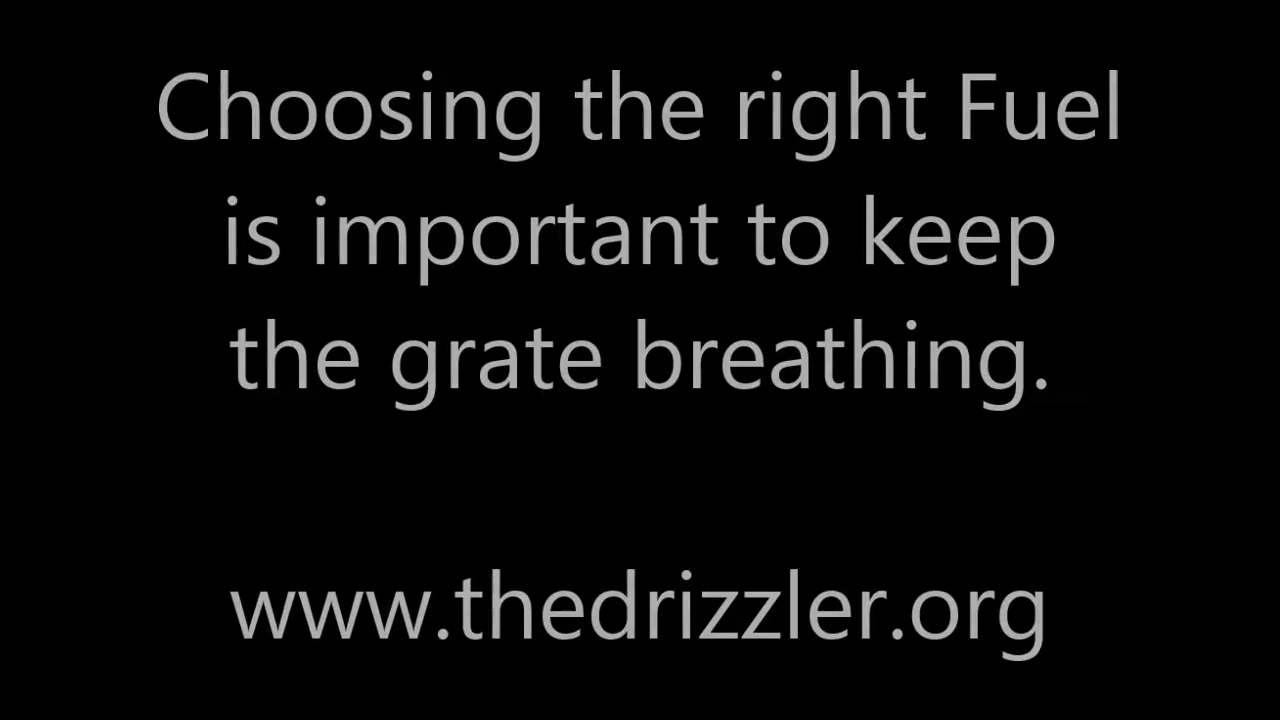 Choosing the right Fuel
is important to keep
the grate breathing.
www.thedrizzler.org